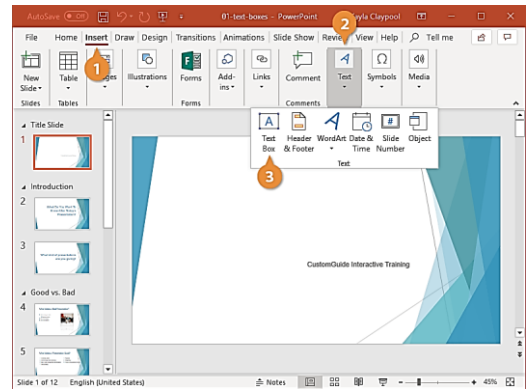 AutoSave Off 01-text-boxes - PowerPoint Kayla Claypool
2
File Home Insert Draw Design Transitions Animations Slide Show Review View Help Tell me
1
New Slide Table Images Illustrations Forms Add-ins Links Comment Text Symbols Media
Slides Tables Forms Comments
Text Box Header & Footer WordArt Date & Time Slide Number Object
Text
3
Title Slide
1
Introduction
2
3
Good vs. Bad
4
5
CustomGuide Interactive Training
Slide 1 of 12 English (United States) Notes 45%